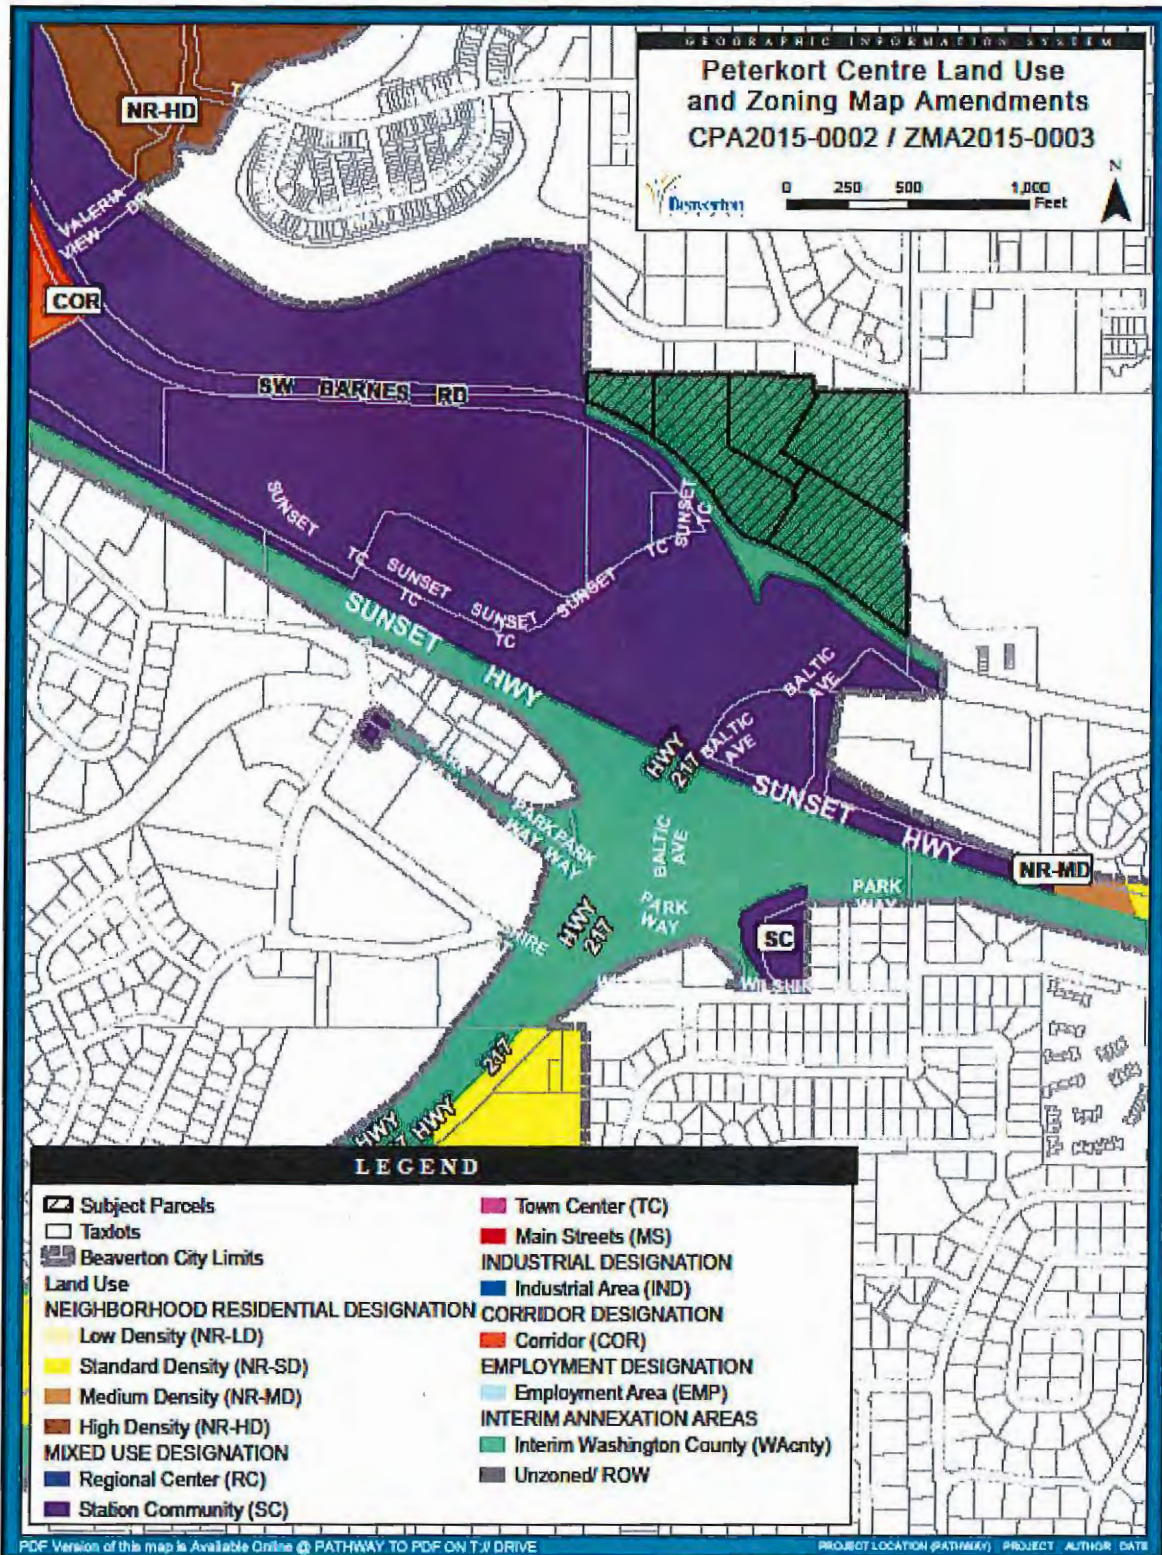 GEOGRAPHIC INFORMATION SYSTEM
Peterkort Centre Land Use
and Zoning Map Amendments
CPA2015-0002 / ZMA2015-0003
Beaverton
0 250 500 1,000
Feet
N
NR-HD
VALERIA
VIEW
DR
COR
SW BARNES RD
SUNSET
TC
SUNSET
TC
SUNSET
TC
SUNSET
TC
SUNSET
TC
SUNSET HWY
BALTIC
AVE
BALTIC
AVE
HWY
217
SUNSET HWY
NR-MD
PARK
WAY
PARK
WAY
PARK
WAY
BALTIC
AVE
PARK
WAY
HWY
217
SC
217
HWY
HWY
LEGEND
Subject Parcels
Taxlots
Beaverton City Limits
Land Use
NEIGHBORHOOD RESIDENTIAL DESIGNATION
Low Density (NR-LD)
Standard Density (NR-SD)
Medium Density (NR-MD)
High Density (NR-HD)
MIXED USE DESIGNATION
Regional Center (RC)
Station Community (SC)
Town Center (TC)
Main Streets (MS)
INDUSTRIAL DESIGNATION
Industrial Area (IND)
CORRIDOR DESIGNATION
Corridor (COR)
EMPLOYMENT DESIGNATION
Employment Area (EMP)
INTERIM ANNEXATION AREAS
Interim Washington County (WAcnty)
Unzoned/ ROW
PDF Version of this map is Available Online @ PATHWAY TO PDF ON T:// DRIVE
PROJECT LOCATION (PATHWAY) PROJECT AUTHOR DATE